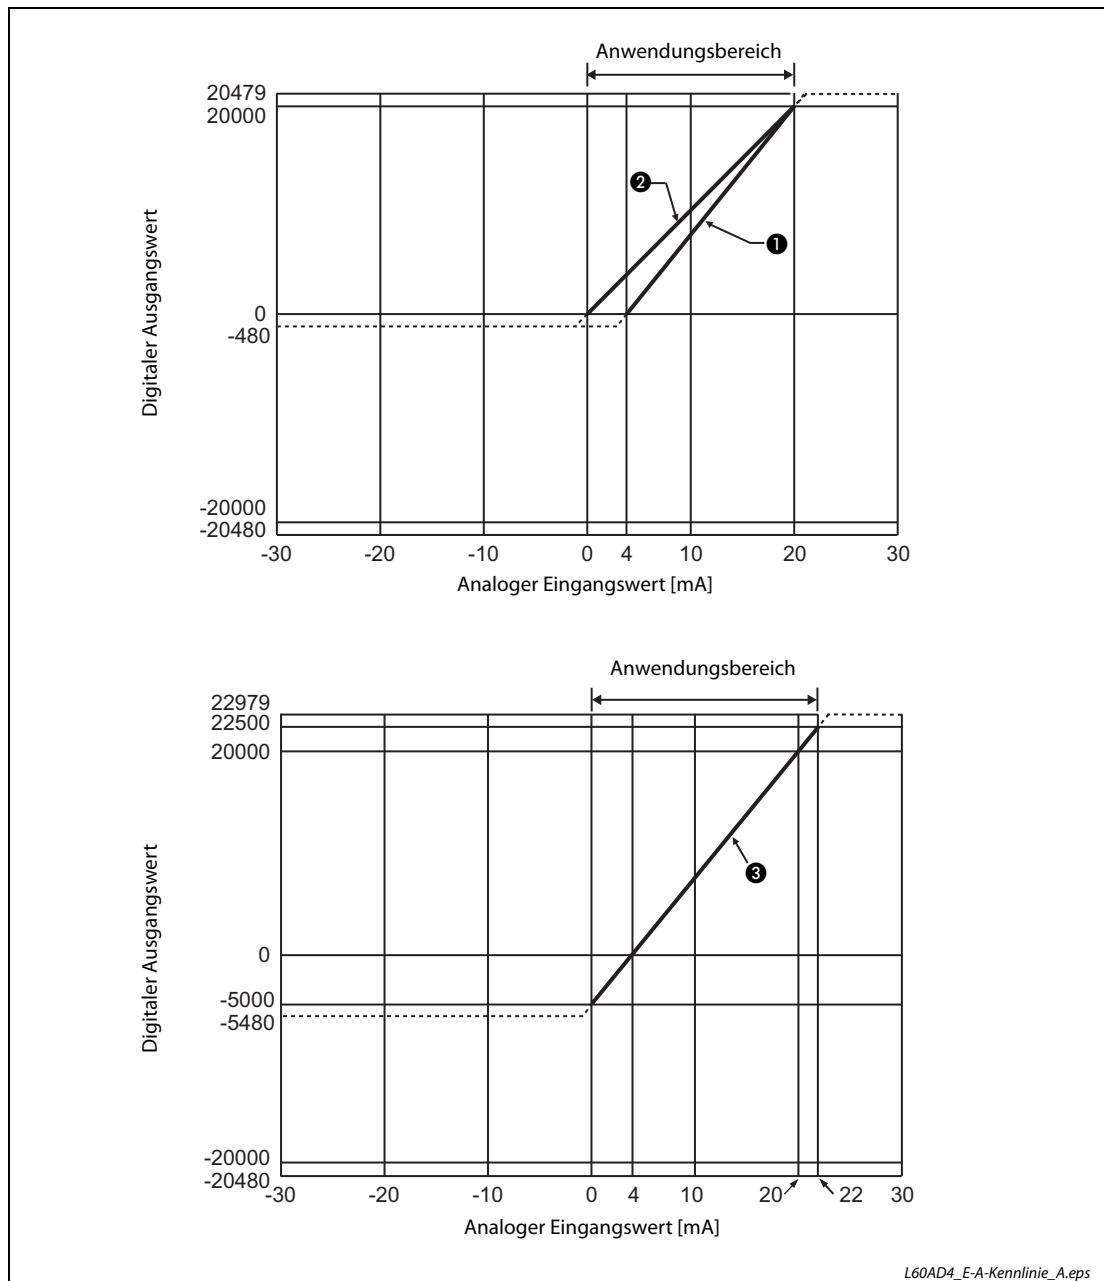 Anwendungsbereich
20479
20000
❷
❶
Digitaler Ausgangswert
0
-480
-20000
-20480
-30 -20 -10 0 4 10 20 30
Analoger Eingangswert [mA]
Anwendungsbereich
22979
22500
20000
❸
Digitaler Ausgangswert
0
-5000
-5480
-20000
-20480
-30 -20 -10 0 4 10 20 22 30
Analoger Eingangswert [mA]
L60AD4_E-A-Kennlinie_A.eps